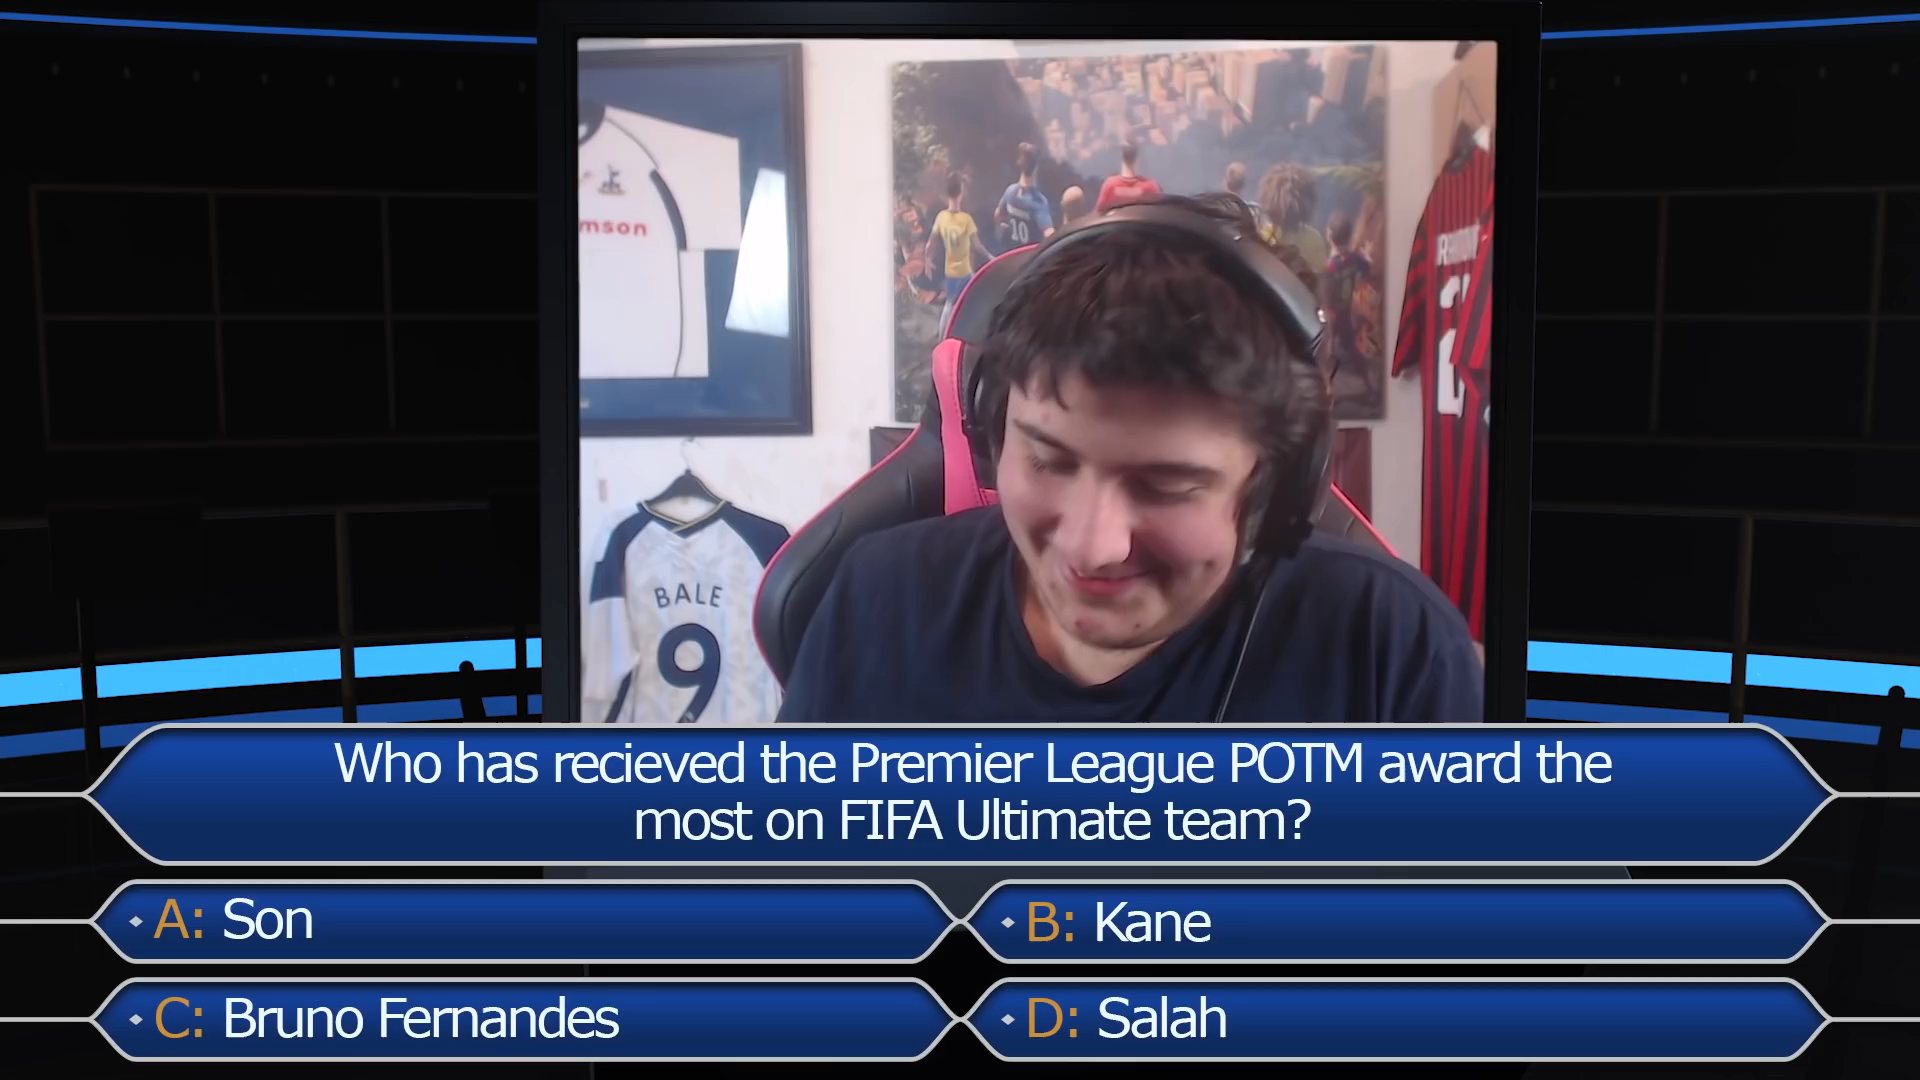 mson
10
BALE
9
Who has recieved the Premier League POTM award the
most on FIFA Ultimate team?
A: Son
B: Kane
C: Bruno Fernandes
D: Salah